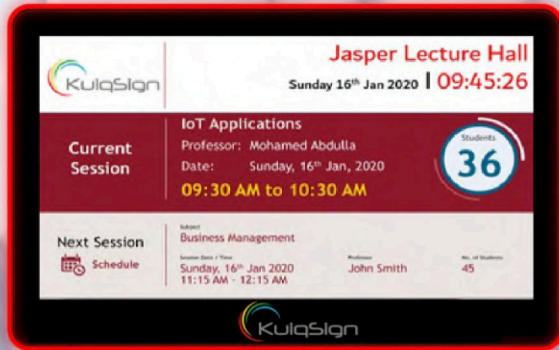 KuiqSign
Jasper Lecture Hall
Sunday 16th Jan 2020 | 09:45:26
Current
Session
IoT Applications
Professor: Mohamed Abdulla
Date: Sunday, 16th Jan, 2020
09:30 AM to 10:30 AM
Students
36
Next Session
Schedule
Subject
Business Management
Session Date / Time
Sunday, 16th Jan 2020
11:15 AM - 12:15 AM
Professor
John Smith
No. of Students
45
KuiqSign